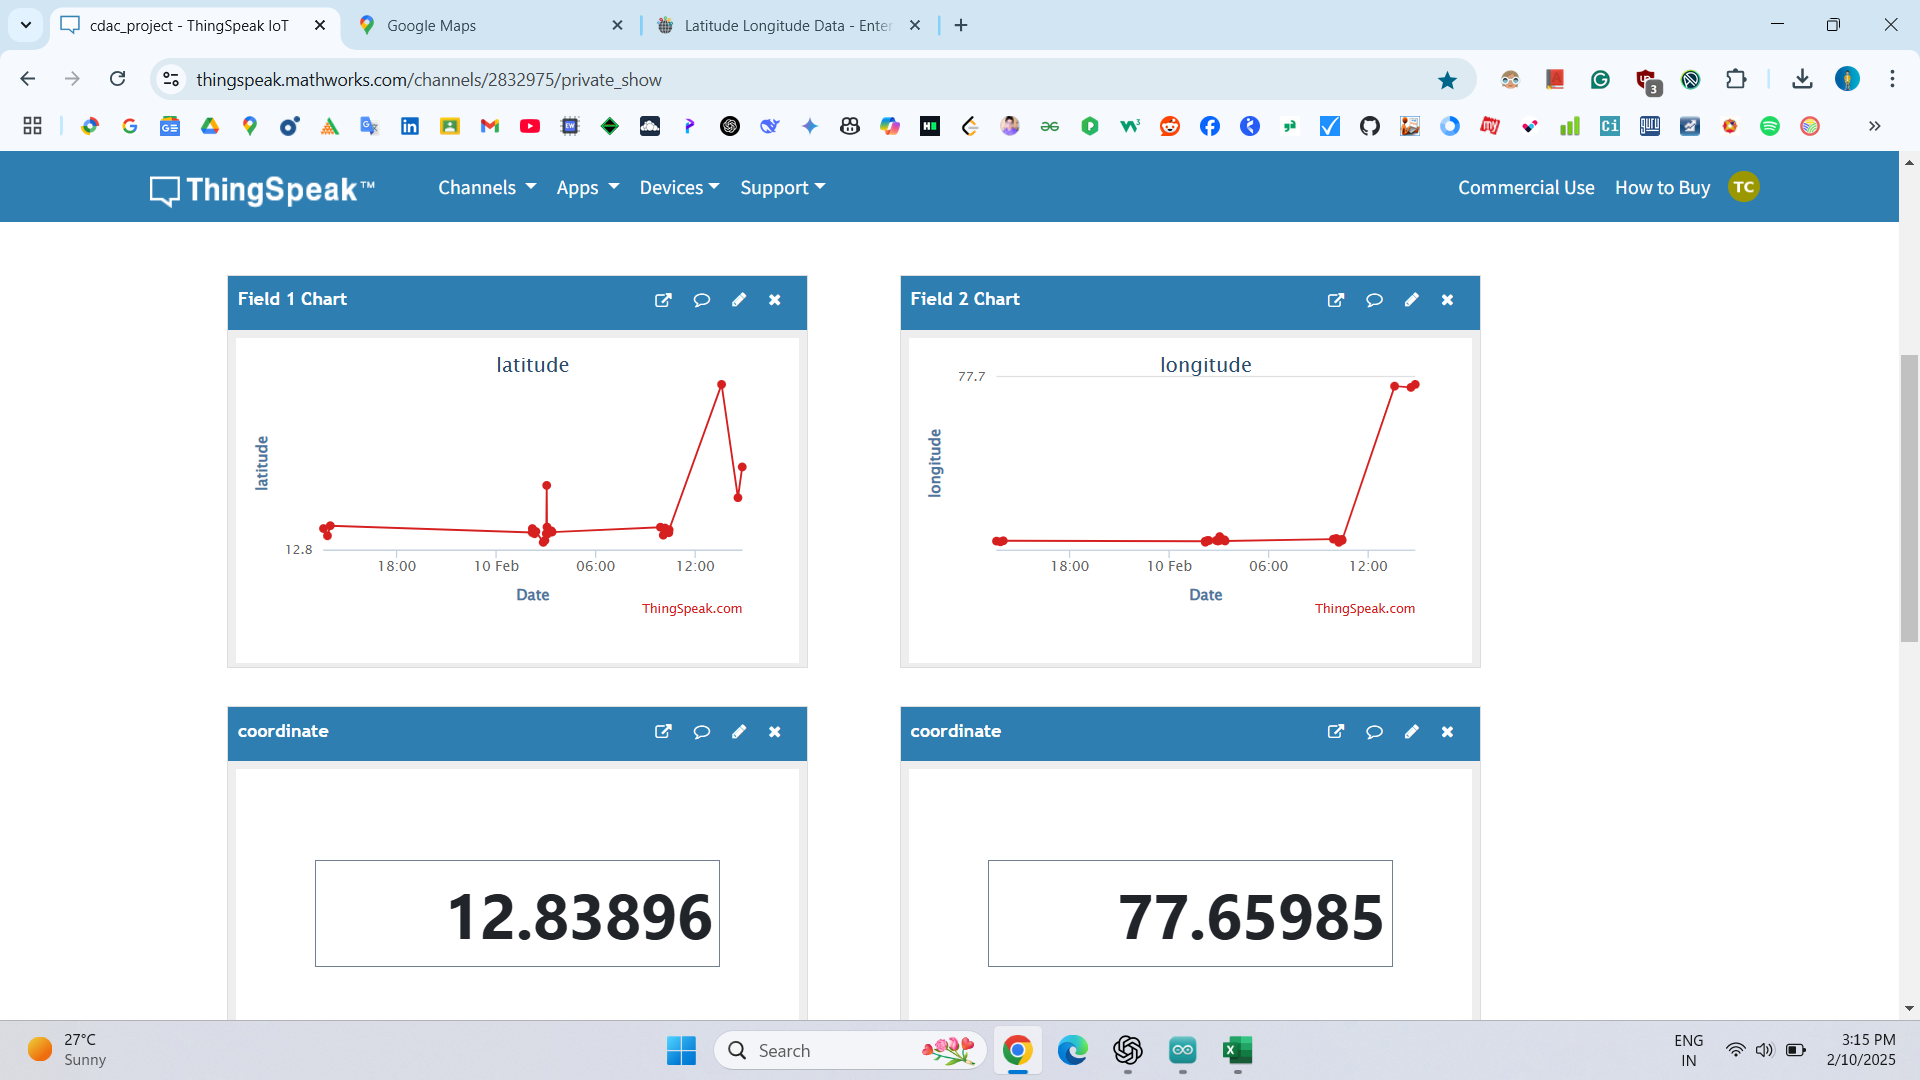 cdac_project - ThingSpeak IoT
Google Maps
Latitude Longitude Data - Enter
thingspeak.mathworks.com/channels/2832975/private_show
3
ThingSpeak™
Channels
Apps
Devices
Support
Commercial Use
How to Buy
TC
Field 1 Chart
latitude
latitude
12.8
18:00
10 Feb
06:00
12:00
Date
ThingSpeak.com
Field 2 Chart
longitude
77.7
longitude
18:00
10 Feb
06:00
12:00
Date
ThingSpeak.com
coordinate
12.83896
coordinate
77.65985
27°C
Sunny
Search
ENG
IN
3:15 PM
2/10/2025